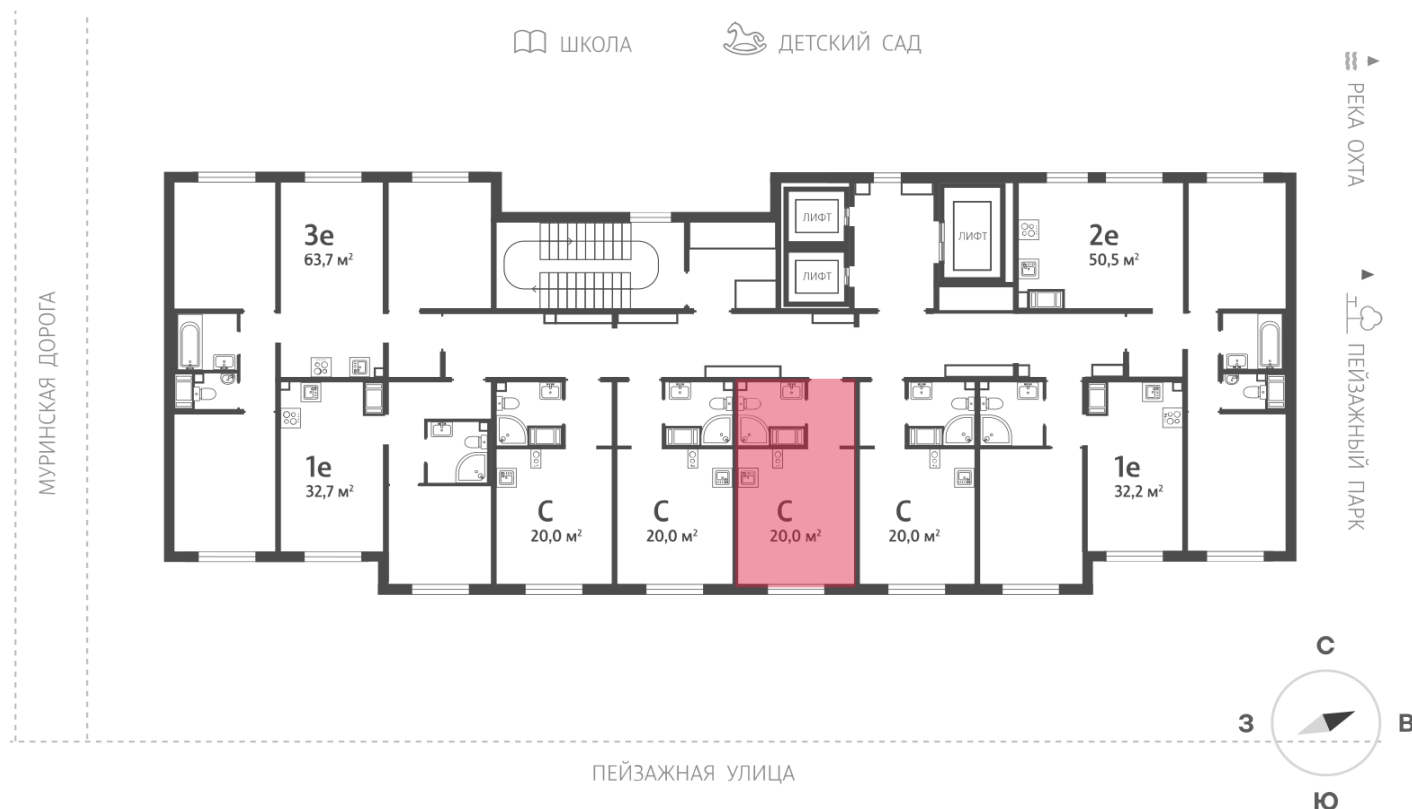 ШКОЛА
ДЕТСКИЙ САД
РЕКА ОХТА
3е
63,7 м²
ЛИФТ
ЛИФТ
ЛИФТ
2е
50,5 м²
МУРИНСКАЯ ДОРОГА
ПЕЙЗАЖНЫЙ ПАРК
1е
32,7 м²
С
20,0 м²
С
20,0 м²
С
20,0 м²
С
20,0 м²
1е
32,2 м²
С
З
В
Ю
ПЕЙЗАЖНАЯ УЛИЦА